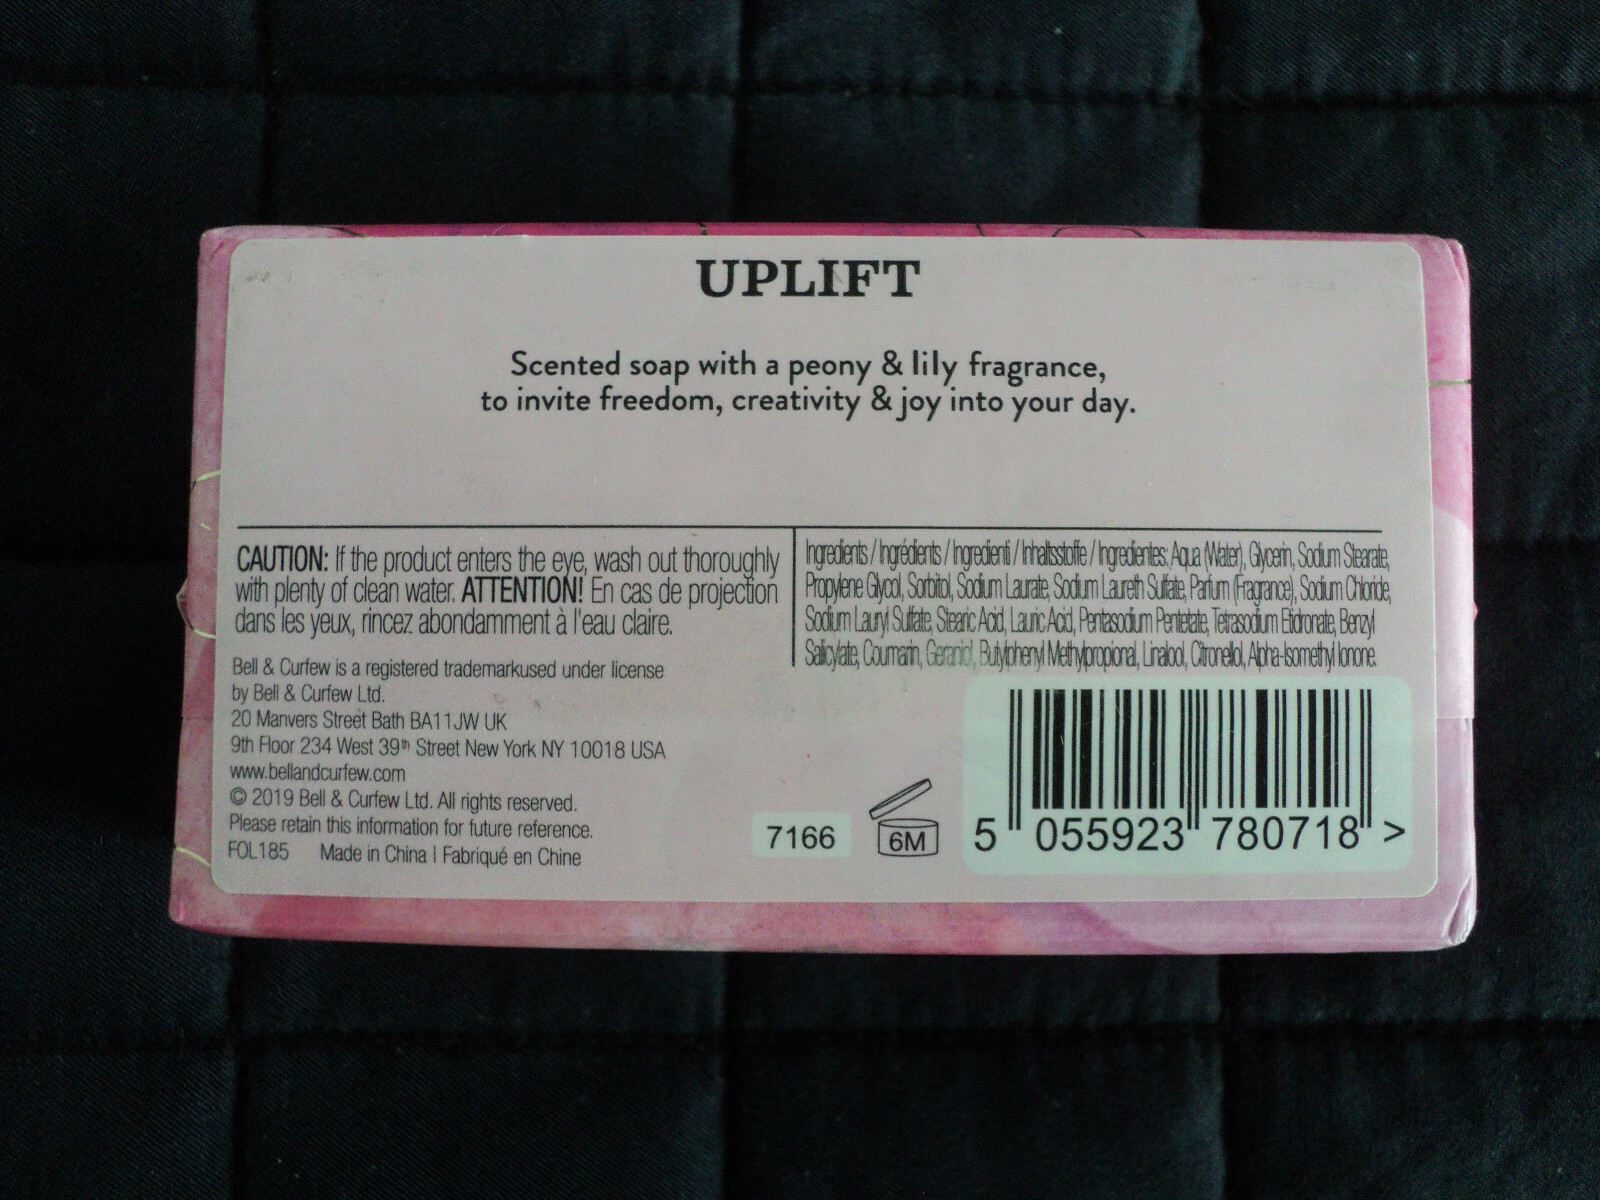 UPLIFT
Scented soap with a peony & lily fragrance,
to invite freedom, creativity & joy into your day.
CAUTION: If the product enters the eye, wash out thoroughly
with plenty of clean water. ATTENTION! En cas de projection
dans les yeux, rincez abondamment à l'eau claire.
Bell & Curfew is a registered trademarkused under license
by Bell & Curfew Ltd.
20 Manvers Street Bath BA11JW UK
9th Floor 234 West 39th Street New York NY 10018 USA
www.bellandcurfew.com
© 2019 Bell & Curfew Ltd. All rights reserved.
Please retain this information for future reference.
FOL185 Made in China | Fabriqué en Chine
Ingredients / Ingrédients / Ingredienti / Inhaltsstoffe / Ingredientes: Aqua (Water), Glycerin, Sodium Stearate,
Propylene Glycol, Sorbitol, Sodium Laurate, Sodium Laureth Sulfate, Parfum (Fragrance), Sodium Chloride,
Sodium Lauryl Sulfate, Stearic Acid, Lauric Acid, Pentasodium Pentetate, Tetrasodium Etidronate, Benzyl
Salicylate, Coumarin, Geraniol, Butylphenyl Methylpropional, Linalool, Citronellol, Alpha-Isomethyl Ionone.
7166
6M
5 055923 780718 >